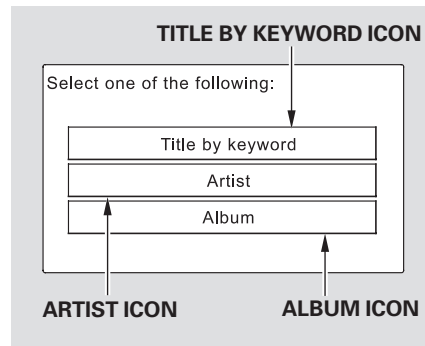 TITLE BY KEYWORD ICON
Select one of the following:
Title by keyword
Artist
Album
ARTIST ICON
ALBUM ICON